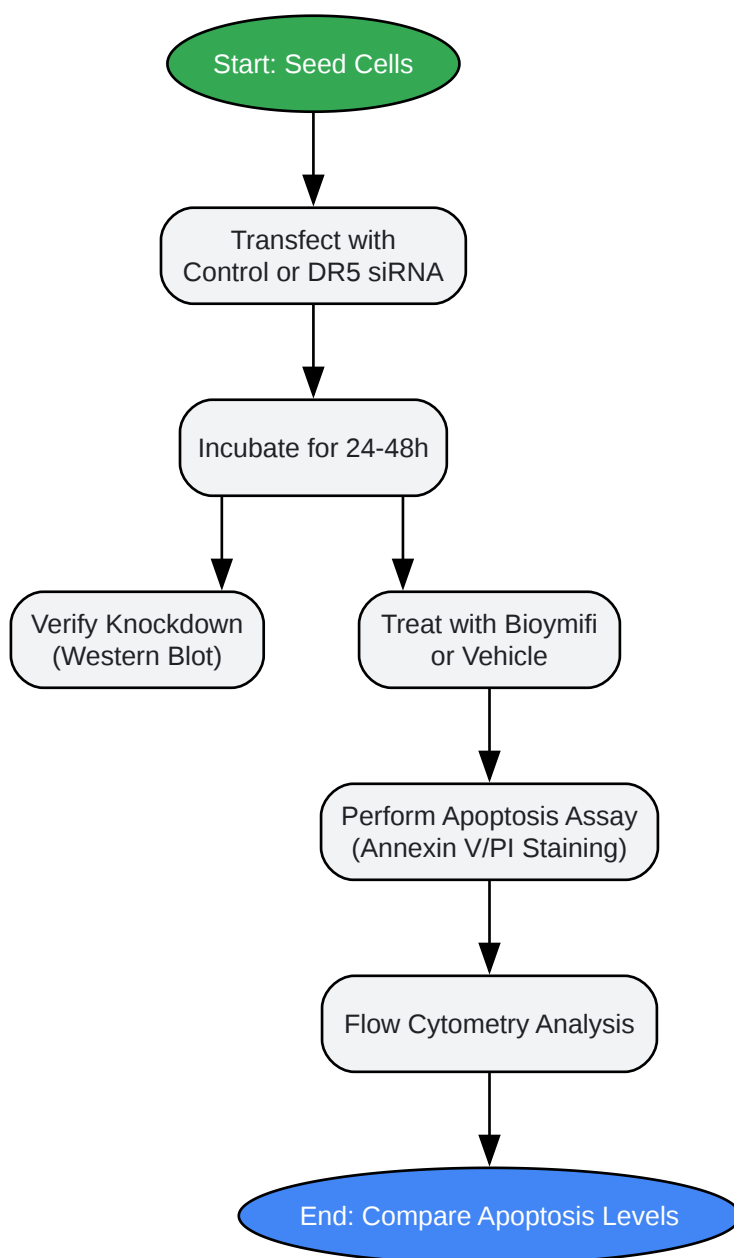 Start: Seed Cells
Transfect with
Control or DR5 siRNA
Incubate for 24-48h
Verify Knockdown
(Western Blot)
Treat with Bioymifi
or Vehicle
Perform Apoptosis Assay
(Annexin V/PI Staining)
Flow Cytometry Analysis
End: Compare Apoptosis Levels